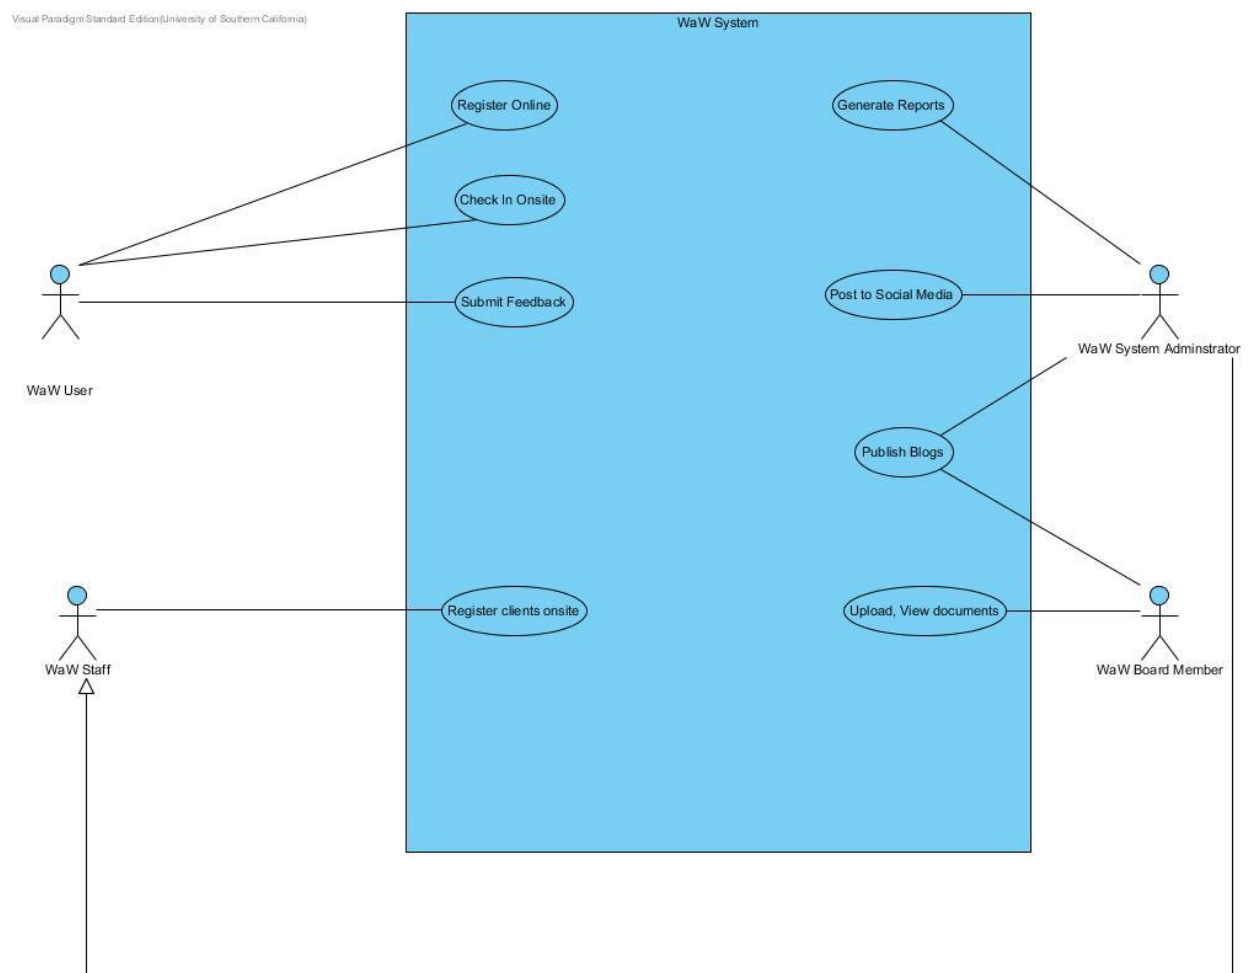 Visual Paradigm Standard Edition(University of Southern California)
WaW System
Register Online
Generate Reports
Check In Onsite
Submit Feedback
Post to Social Media
WaW System Adminstrator
WaW User
Publish Blogs
Register clients onsite
Upload, View documents
WaW Staff
WaW Board Member